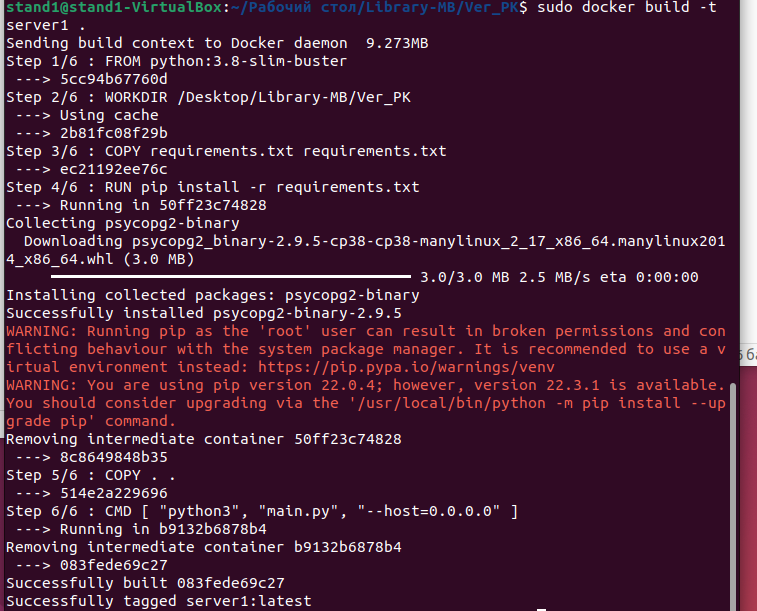 stand1@stand1-VirtualBox:~/Рабочий стол/Library-MB/Ver_PK$ sudo docker build -t
server1 .
Sending build context to Docker daemon  9.273MB
Step 1/6 : FROM python:3.8-slim-buster
 ---> 5cc94b67760d
Step 2/6 : WORKDIR /Desktop/Library-MB/Ver_PK
 ---> Using cache
 ---> 2b81fc08f29b
Step 3/6 : COPY requirements.txt requirements.txt
 ---> ec21192ee76c
Step 4/6 : RUN pip install -r requirements.txt
 ---> Running in 50ff23c74828
Collecting psycopg2-binary
  Downloading psycopg2_binary-2.9.5-cp38-cp38-manylinux_2_17_x86_64.manylinux201
4_x86_64.whl (3.0 MB)
3.0/3.0 MB 2.5 MB/s eta 0:00:00
Installing collected packages: psycopg2-binary
Successfully installed psycopg2-binary-2.9.5
WARNING: Running pip as the 'root' user can result in broken permissions and con
flicting behaviour with the system package manager. It is recommended to use a v
irtual environment instead: https://pip.pypa.io/warnings/venv
WARNING: You are using pip version 22.0.4; however, version 22.3.1 is available.
You should consider upgrading via the '/usr/local/bin/python -m pip install --up
grade pip' command.
Removing intermediate container 50ff23c74828
 ---> 8c8649848b35
Step 5/6 : COPY . .
 ---> 514e2a229696
Step 6/6 : CMD [ "python3", "main.py", "--host=0.0.0.0" ]
 ---> Running in b9132b6878b4
Removing intermediate container b9132b6878b4
 ---> 083fede69c27
Successfully built 083fede69c27
Successfully tagged server1:latest